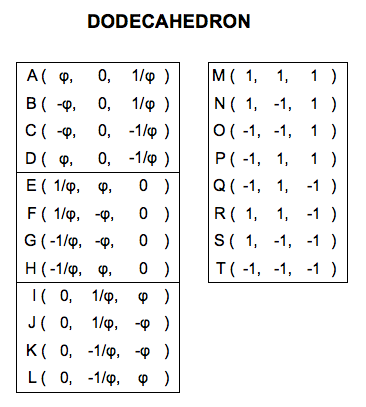 DODECAHEDRON
A ( φ, 0, 1/φ )
B ( -φ, 0, 1/φ )
C ( -φ, 0, -1/φ )
D ( φ, 0, -1/φ )
E ( 1/φ, φ, 0 )
F ( 1/φ, -φ, 0 )
G ( -1/φ, -φ, 0 )
H ( -1/φ, φ, 0 )
I ( 0, 1/φ, φ )
J ( 0, 1/φ, -φ )
K ( 0, -1/φ, -φ )
L ( 0, -1/φ, φ )
M ( 1, 1, 1 )
N ( 1, -1, 1 )
O ( -1, -1, 1 )
P ( -1, 1, 1 )
Q ( -1, 1, -1 )
R ( 1, 1, -1 )
S ( 1, -1, -1 )
T ( -1, -1, -1 )